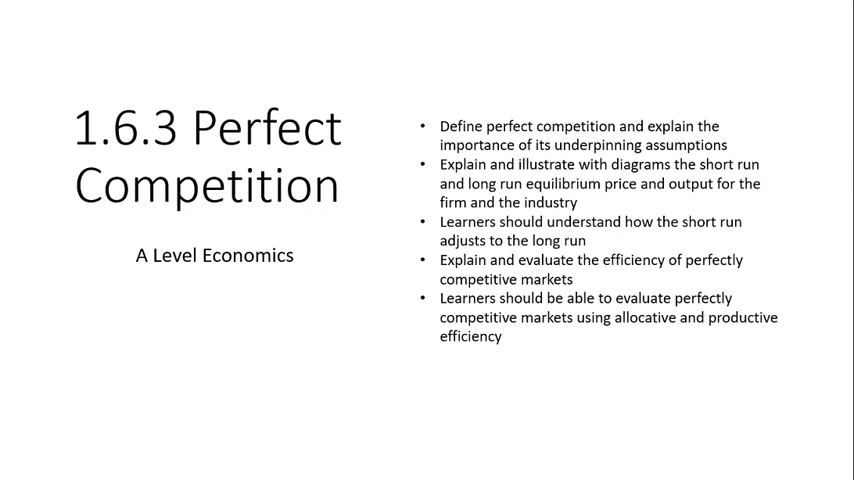 1.6.3 Perfect
Competition
A Level Economics
• Define perfect competition and explain the
importance of its underpinning assumptions
• Explain and illustrate with diagrams the short run
and long run equilibrium price and output for the
firm and the industry
• Learners should understand how the short run
adjusts to the long run
• Explain and evaluate the efficiency of perfectly
competitive markets
• Learners should be able to evaluate perfectly
competitive markets using allocative and productive
efficiency